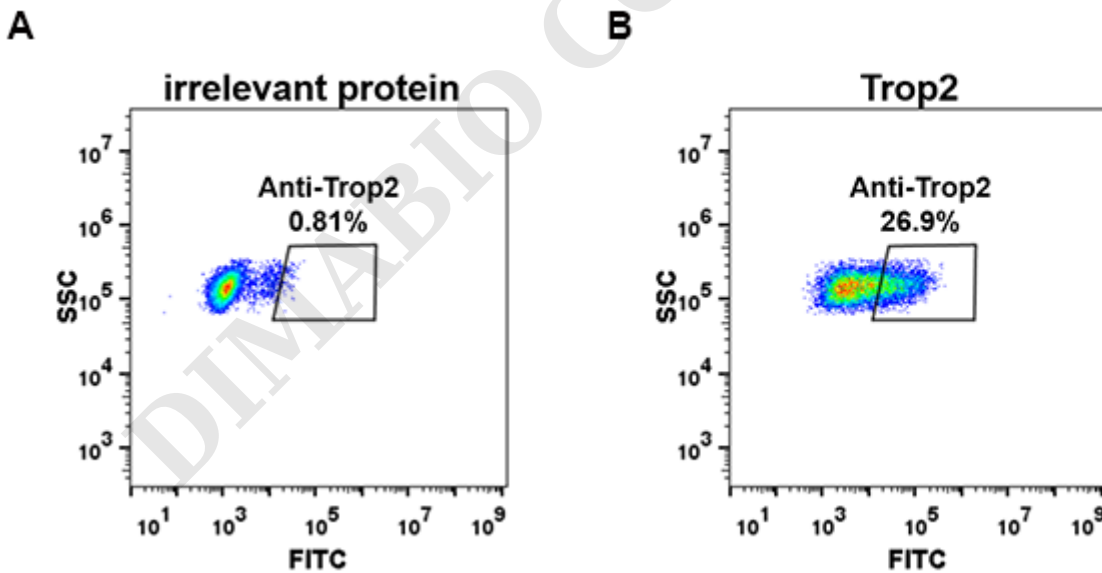 A
irrelevant protein
Anti-Trop2
0.81%
10^7
10^6
10^5
10^4
10^3
SSC
10^1 10^3 10^5 10^7 10^9
FITC
B
Trop2
Anti-Trop2
26.9%
10^7
10^6
10^5
10^4
10^3
SSC
10^1 10^3 10^5 10^7 10^9
FITC
DIMABIO